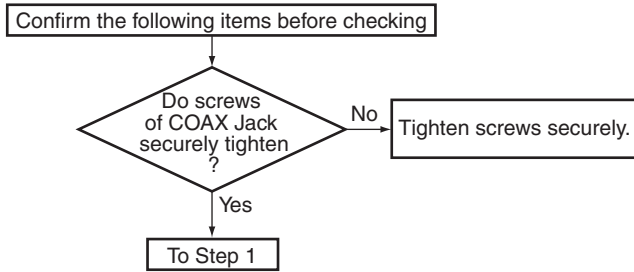 Confirm the following items before checking
Do screws
of COAX Jack
securely tighten
?
No
Tighten screws securely.
Yes
To Step 1